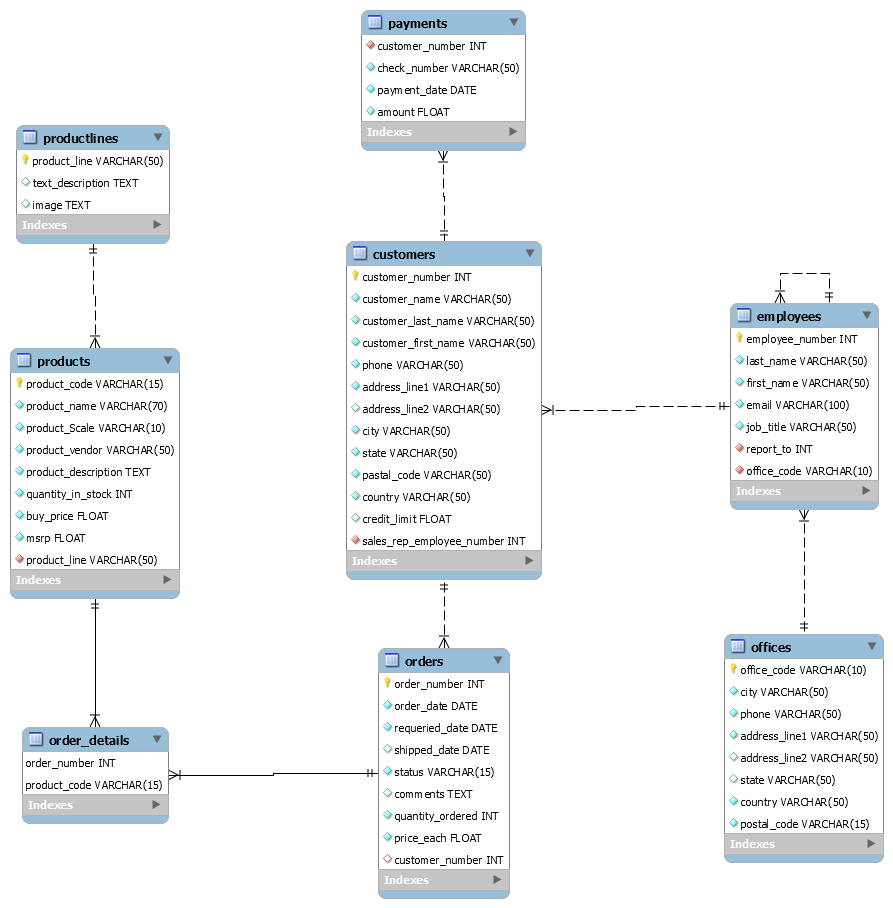 payments
customer_number INT
check_number VARCHAR(50)
payment_date DATE
amount FLOAT
Indexes
productlines
product_line VARCHAR(50)
text_description TEXT
image TEXT
Indexes
customers
customer_number INT
customer_name VARCHAR(50)
customer_last_name VARCHAR(50)
customer_first_name VARCHAR(50)
phone VARCHAR(50)
address_line1 VARCHAR(50)
address_line2 VARCHAR(50)
city VARCHAR(50)
state VARCHAR(50)
pastal_code VARCHAR(50)
country VARCHAR(50)
credit_limit FLOAT
sales_rep_employee_number INT
Indexes
employees
employee_number INT
last_name VARCHAR(50)
first_name VARCHAR(50)
email VARCHAR(100)
job_title VARCHAR(50)
report_to INT
office_code VARCHAR(10)
Indexes
products
product_code VARCHAR(15)
product_name VARCHAR(70)
product_Scale VARCHAR(10)
product_vendor VARCHAR(50)
product_description TEXT
quantity_in_stock INT
buy_price FLOAT
msrp FLOAT
product_line VARCHAR(50)
Indexes
offices
office_code VARCHAR(10)
city VARCHAR(50)
phone VARCHAR(50)
address_line1 VARCHAR(50)
address_line2 VARCHAR(50)
state VARCHAR(50)
country VARCHAR(50)
postal_code VARCHAR(15)
Indexes
orders
order_number INT
order_date DATE
requeried_date DATE
shipped_date DATE
status VARCHAR(15)
comments TEXT
quantity_ordered INT
price_each FLOAT
customer_number INT
Indexes
order_details
order_number INT
product_code VARCHAR(15)
Indexes